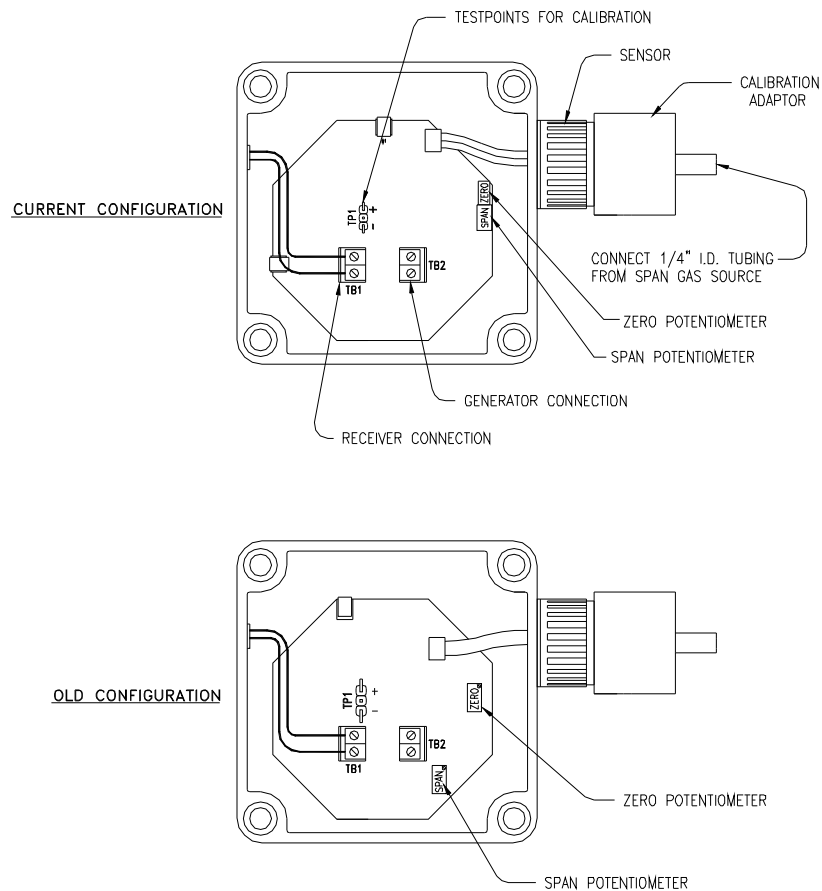 TESTPOINTS FOR CALIBRATION
SENSOR
CALIBRATION
ADAPTOR
CURRENT CONFIGURATION
TP1
+
-
ZERO
SPAN
TB1
TB2
CONNECT 1/4" I.D. TUBING
FROM SPAN GAS SOURCE
ZERO POTENTIOMETER
SPAN POTENTIOMETER
GENERATOR CONNECTION
RECEIVER CONNECTION
OLD CONFIGURATION
TP1
+
-
ZERO
TB1
TB2
SPAN
ZERO POTENTIOMETER
SPAN POTENTIOMETER